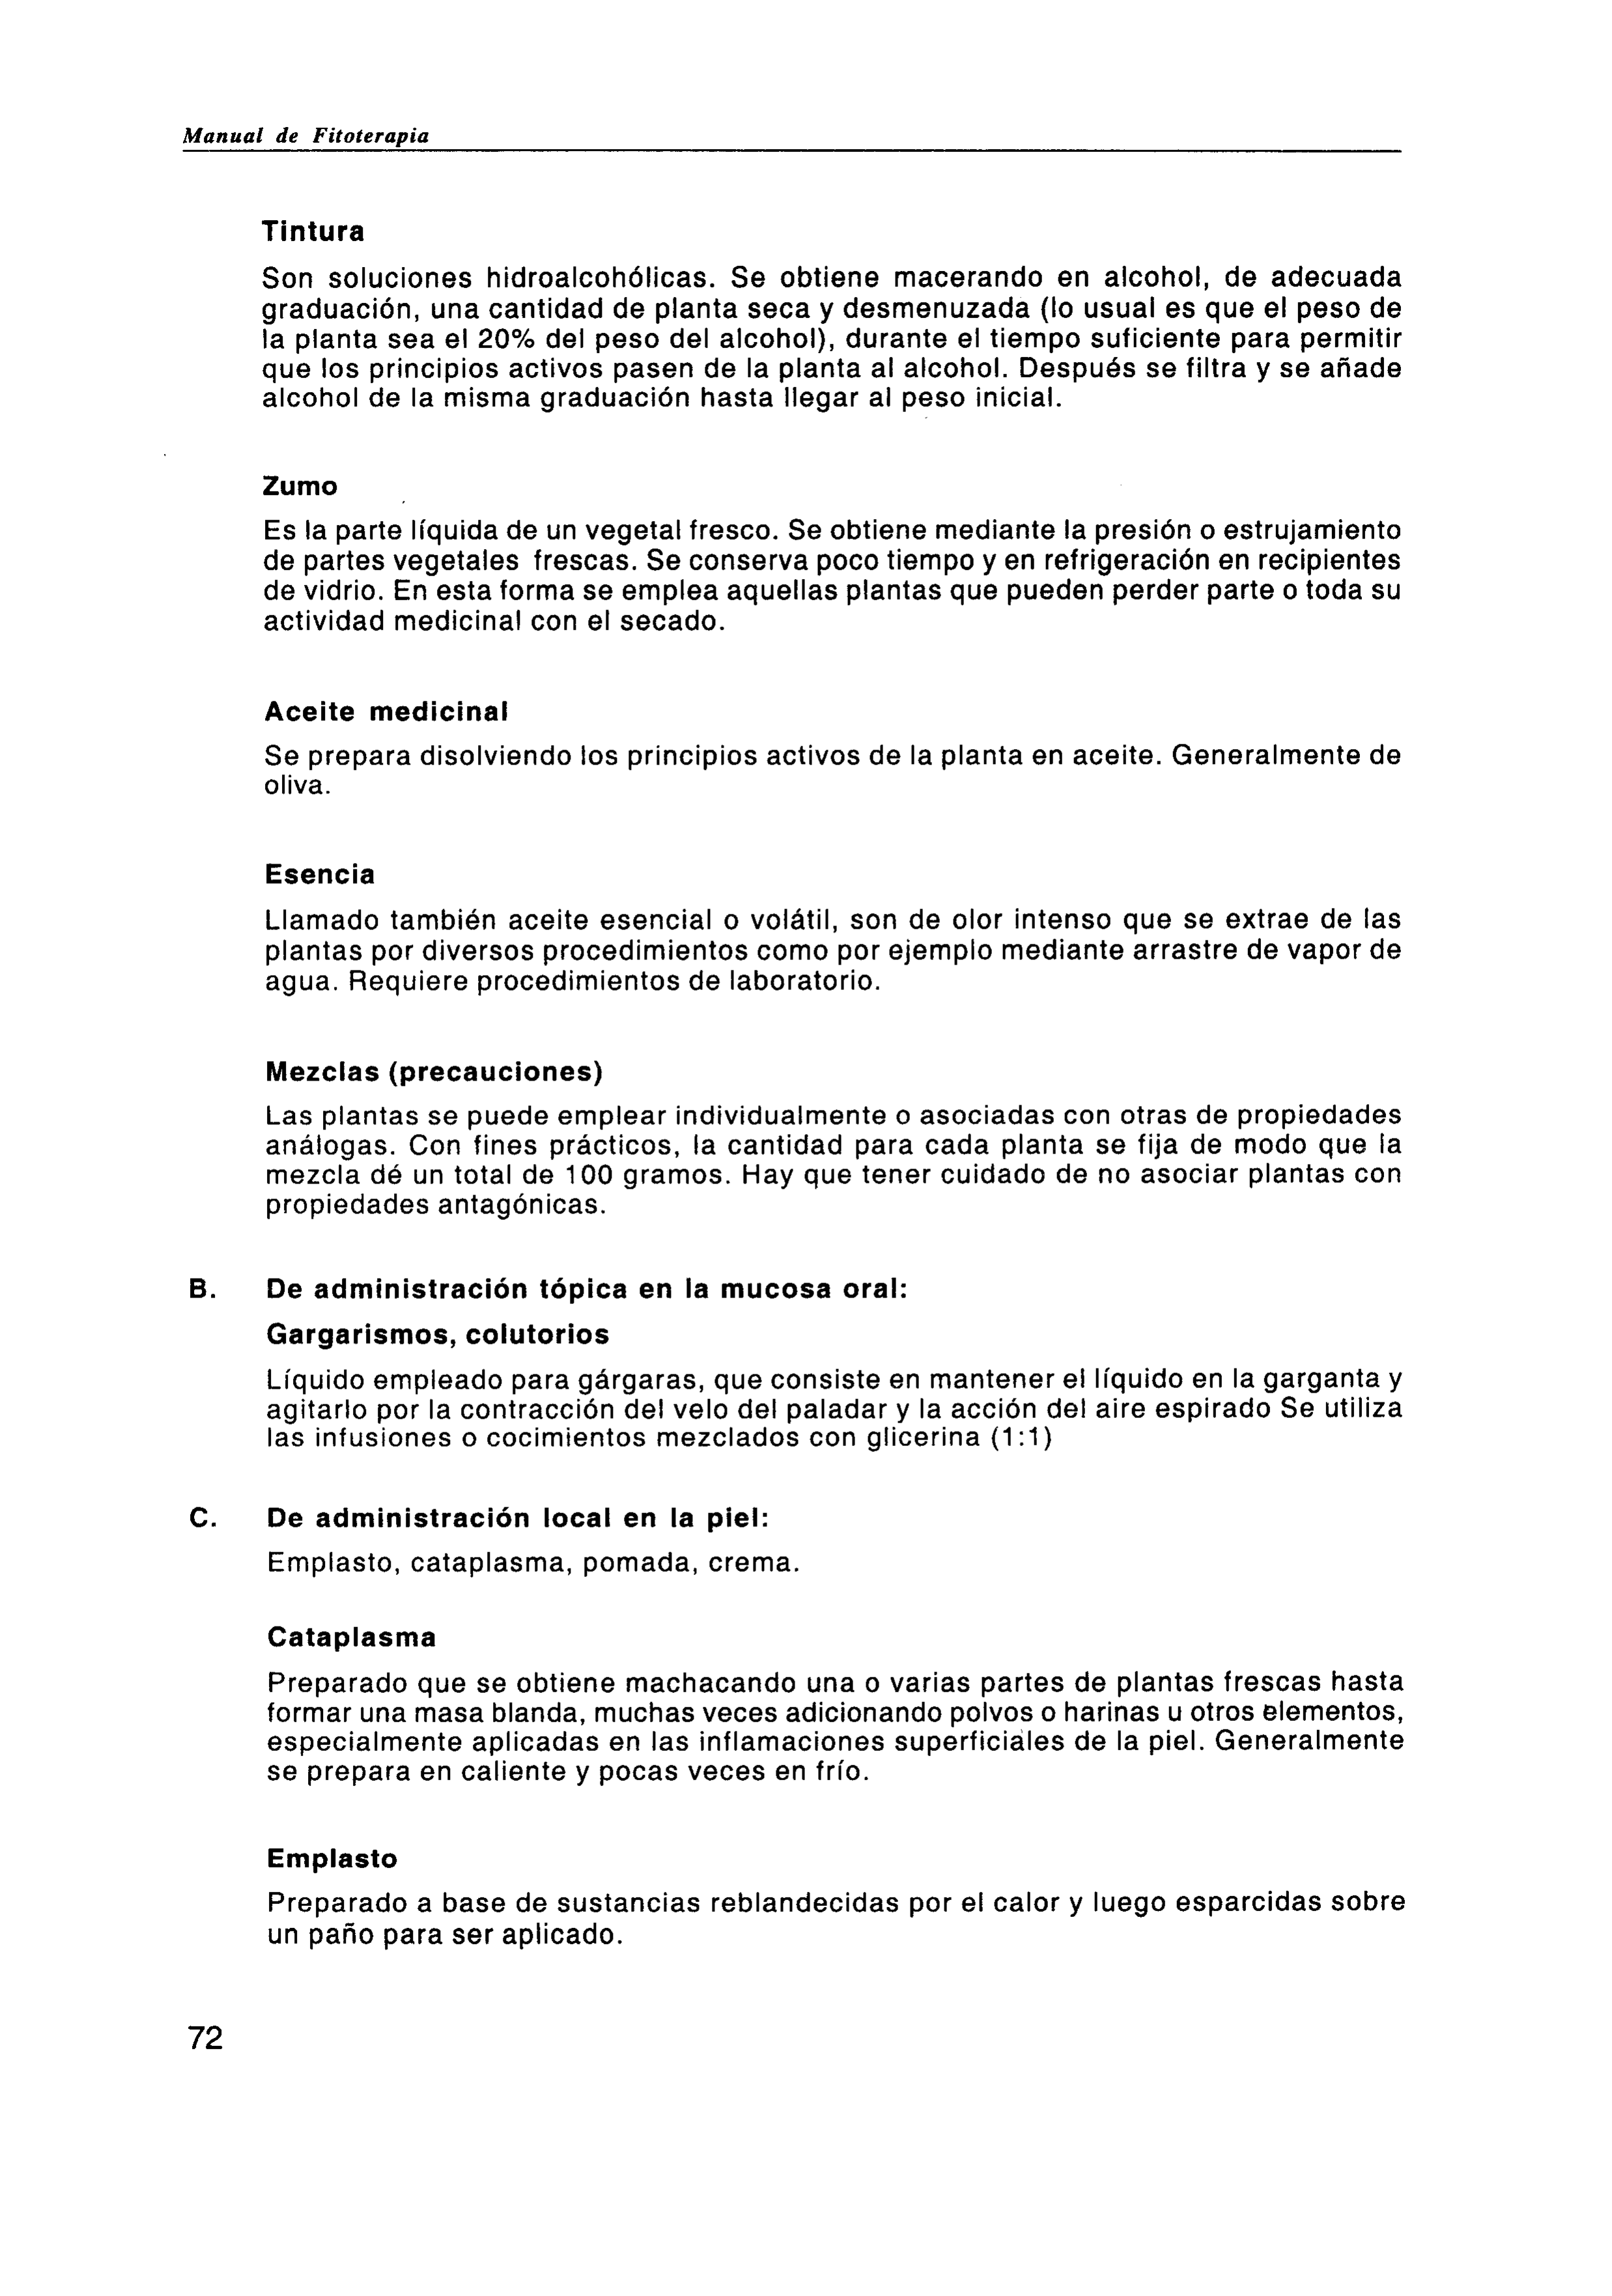 Manual de Fitoterapia
Tintura
Son soluciones hidroalcohólicas. Se obtiene macerando en alcohol, de adecuada
graduación, una cantidad de planta seca y desmenuzada (lo usual es que el peso de
la planta sea el 20% del peso del alcohol), durante el tiempo suficiente para permitir
que los principios activos pasen de la planta al alcohol. Después se filtra y se añade
alcohol de la misma graduación hasta llegar al peso inicial.
Zumo
Es la parte líquida de un vegetal fresco. Se obtiene mediante la presión o estrujamiento
de partes vegetales frescas. Se conserva poco tiempo y en refrigeración en recipientes
de vidrio. En esta forma se emplea aquellas plantas que pueden perder parte o toda su
actividad medicinal con el secado.
Aceite medicinal
Se prepara disolviendo los principios activos de la planta en aceite. Generalmente de
oliva.
Esencia
Llamado también aceite esencial o volátil, son de olor intenso que se extrae de las
plantas por diversos procedimientos como por ejemplo mediante arrastre de vapor de
agua. Requiere procedimientos de laboratorio.
Mezclas (precauciones)
Las plantas se puede emplear individualmente o asociadas con otras de propiedades
análogas. Con fines prácticos, la cantidad para cada planta se fija de modo que la
mezcla dé un total de 100 gramos. Hay que tener cuidado de no asociar plantas con
propiedades antagónicas.
B. De administración tópica en la mucosa oral:
Gargarismos, colutorios
Líquido empleado para gárgaras, que consiste en mantener el líquido en la garganta y
agitarlo por la contracción del velo del paladar y la acción del aire espirado Se utiliza
las infusiones o cocimientos mezclados con glicerina (1:1)
C. De administración local en la piel:
Emplasto, cataplasma, pomada, crema.
Cataplasma
Preparado que se obtiene machacando una o varias partes de plantas frescas hasta
formar una masa blanda, muchas veces adicionando polvos o harinas u otros elementos,
especialmente aplicadas en las inflamaciones superficiales de la piel. Generalmente
se prepara en caliente y pocas veces en frío.
Emplasto
Preparado a base de sustancias reblandecidas por el calor y luego esparcidas sobre
un paño para ser aplicado.
72